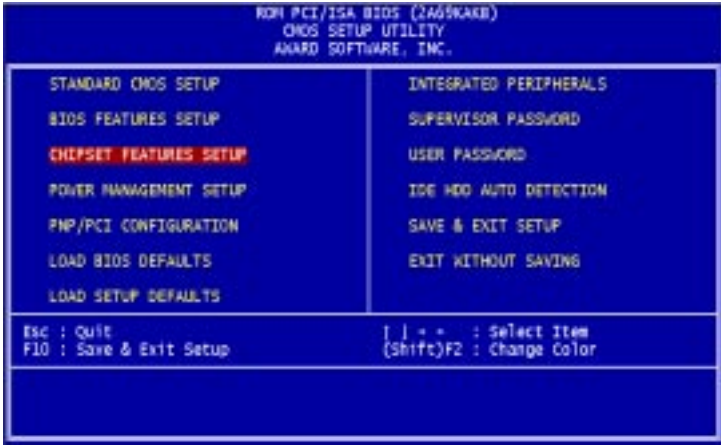 ROM PCI/ISA BIOS (2A69KAKB)
CMOS SETUP UTILITY
AWARD SOFTWARE, INC.
STANDARD CMOS SETUP
BIOS FEATURES SETUP
CHIPSET FEATURES SETUP
POWER MANAGEMENT SETUP
PNP/PCI CONFIGURATION
LOAD BIOS DEFAULTS
LOAD SETUP DEFAULTS
INTEGRATED PERIPHERALS
SUPERVISOR PASSWORD
USER PASSWORD
IDE HDD AUTO DETECTION
SAVE & EXIT SETUP
EXIT WITHOUT SAVING
Esc : Quit
F10 : Save & Exit Setup
: Select Item
(Shift)F2 : Change Color